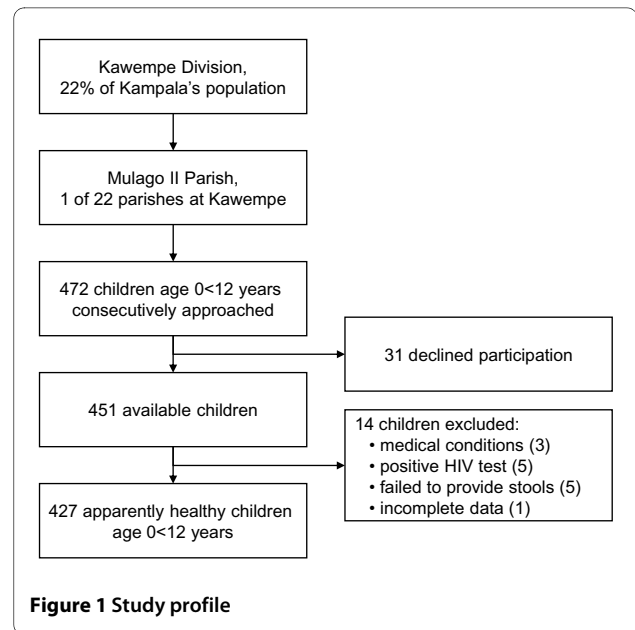 Kawempe Division,
22% of Kampala's population
Mulago II Parish,
1 of 22 parishes at Kawempe
472 children age 0<12 years
consecutively approached
31 declined participation
451 available children
14 children excluded:
• medical conditions (3)
• positive HIV test (5)
• failed to provide stools (5)
• incomplete data (1)
427 apparently healthy children
age 0<12 years
Figure 1 Study profile